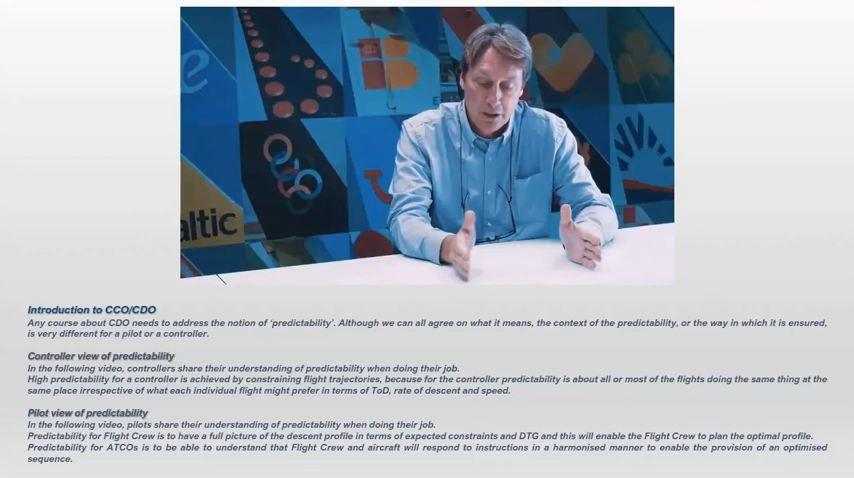 altic
Introduction to CCO/CDO
Any course about CDO needs to address the notion of 'predictability'. Although we can all agree on what it means, the context of the predictability, or the way in which it is ensured,
is very different for a pilot or a controller.
Controller view of predictability
In the following video, controllers share their understanding of predictability when doing their job.
High predictability for a controller is achieved by constraining flight trajectories, because for the controller predictability is about all or most of the flights doing the same thing at the
same place irrespective of what each individual flight might prefer in terms of ToD, rate of descent and speed.
Pilot view of predictability
In the following video, pilots share their understanding of predictability when doing their job.
Predictability for Flight Crew is to have a full picture of the descent profile in terms of expected constraints and DTG and this will enable the Flight Crew to plan the optimal profile.
Predictability for ATCOs is to be able to understand that Flight Crew and aircraft will respond to instructions in a harmonised manner to enable the provision of an optimised
sequence.